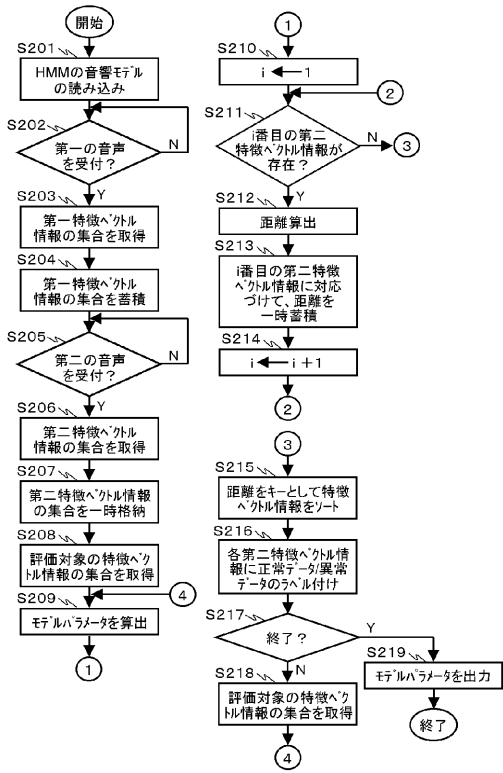 開始
S201
HMMの音響モデル
の読み込み
S202
第一の音声
を受付？
N
Y
S203
第一特徴ベクトル
情報の集合を取得
S204
第一特徴ベクトル
情報の集合を蓄積
S205
第二の音声
を受付？
N
Y
S206
第二特徴ベクトル
情報の集合を取得
S207
第二特徴ベクトル情報
の集合を一時格納
S208
評価対象の特徴ベク
トル情報の集合を取得
4
S209
モデルパラメータを算出
1
1
S210
i ← 1
2
S211
i番目の第二
特徴ベクトル情報が
存在？
N
3
Y
S212
距離算出
S213
i番目の第二特徴
ベクトル情報に対応
づけて、距離を
一時蓄積
S214
i ← i+1
2
3
S215
距離をキーとして特徴
ベクトル情報をソート
S216
各第二特徴ベクトル情
報に正常データ/異常
データのラベル付け
S217
終了？
Y
N
S218
評価対象の特徴ベク
トル情報の集合を取得
4
S219
モデルパラメータを出力
終了